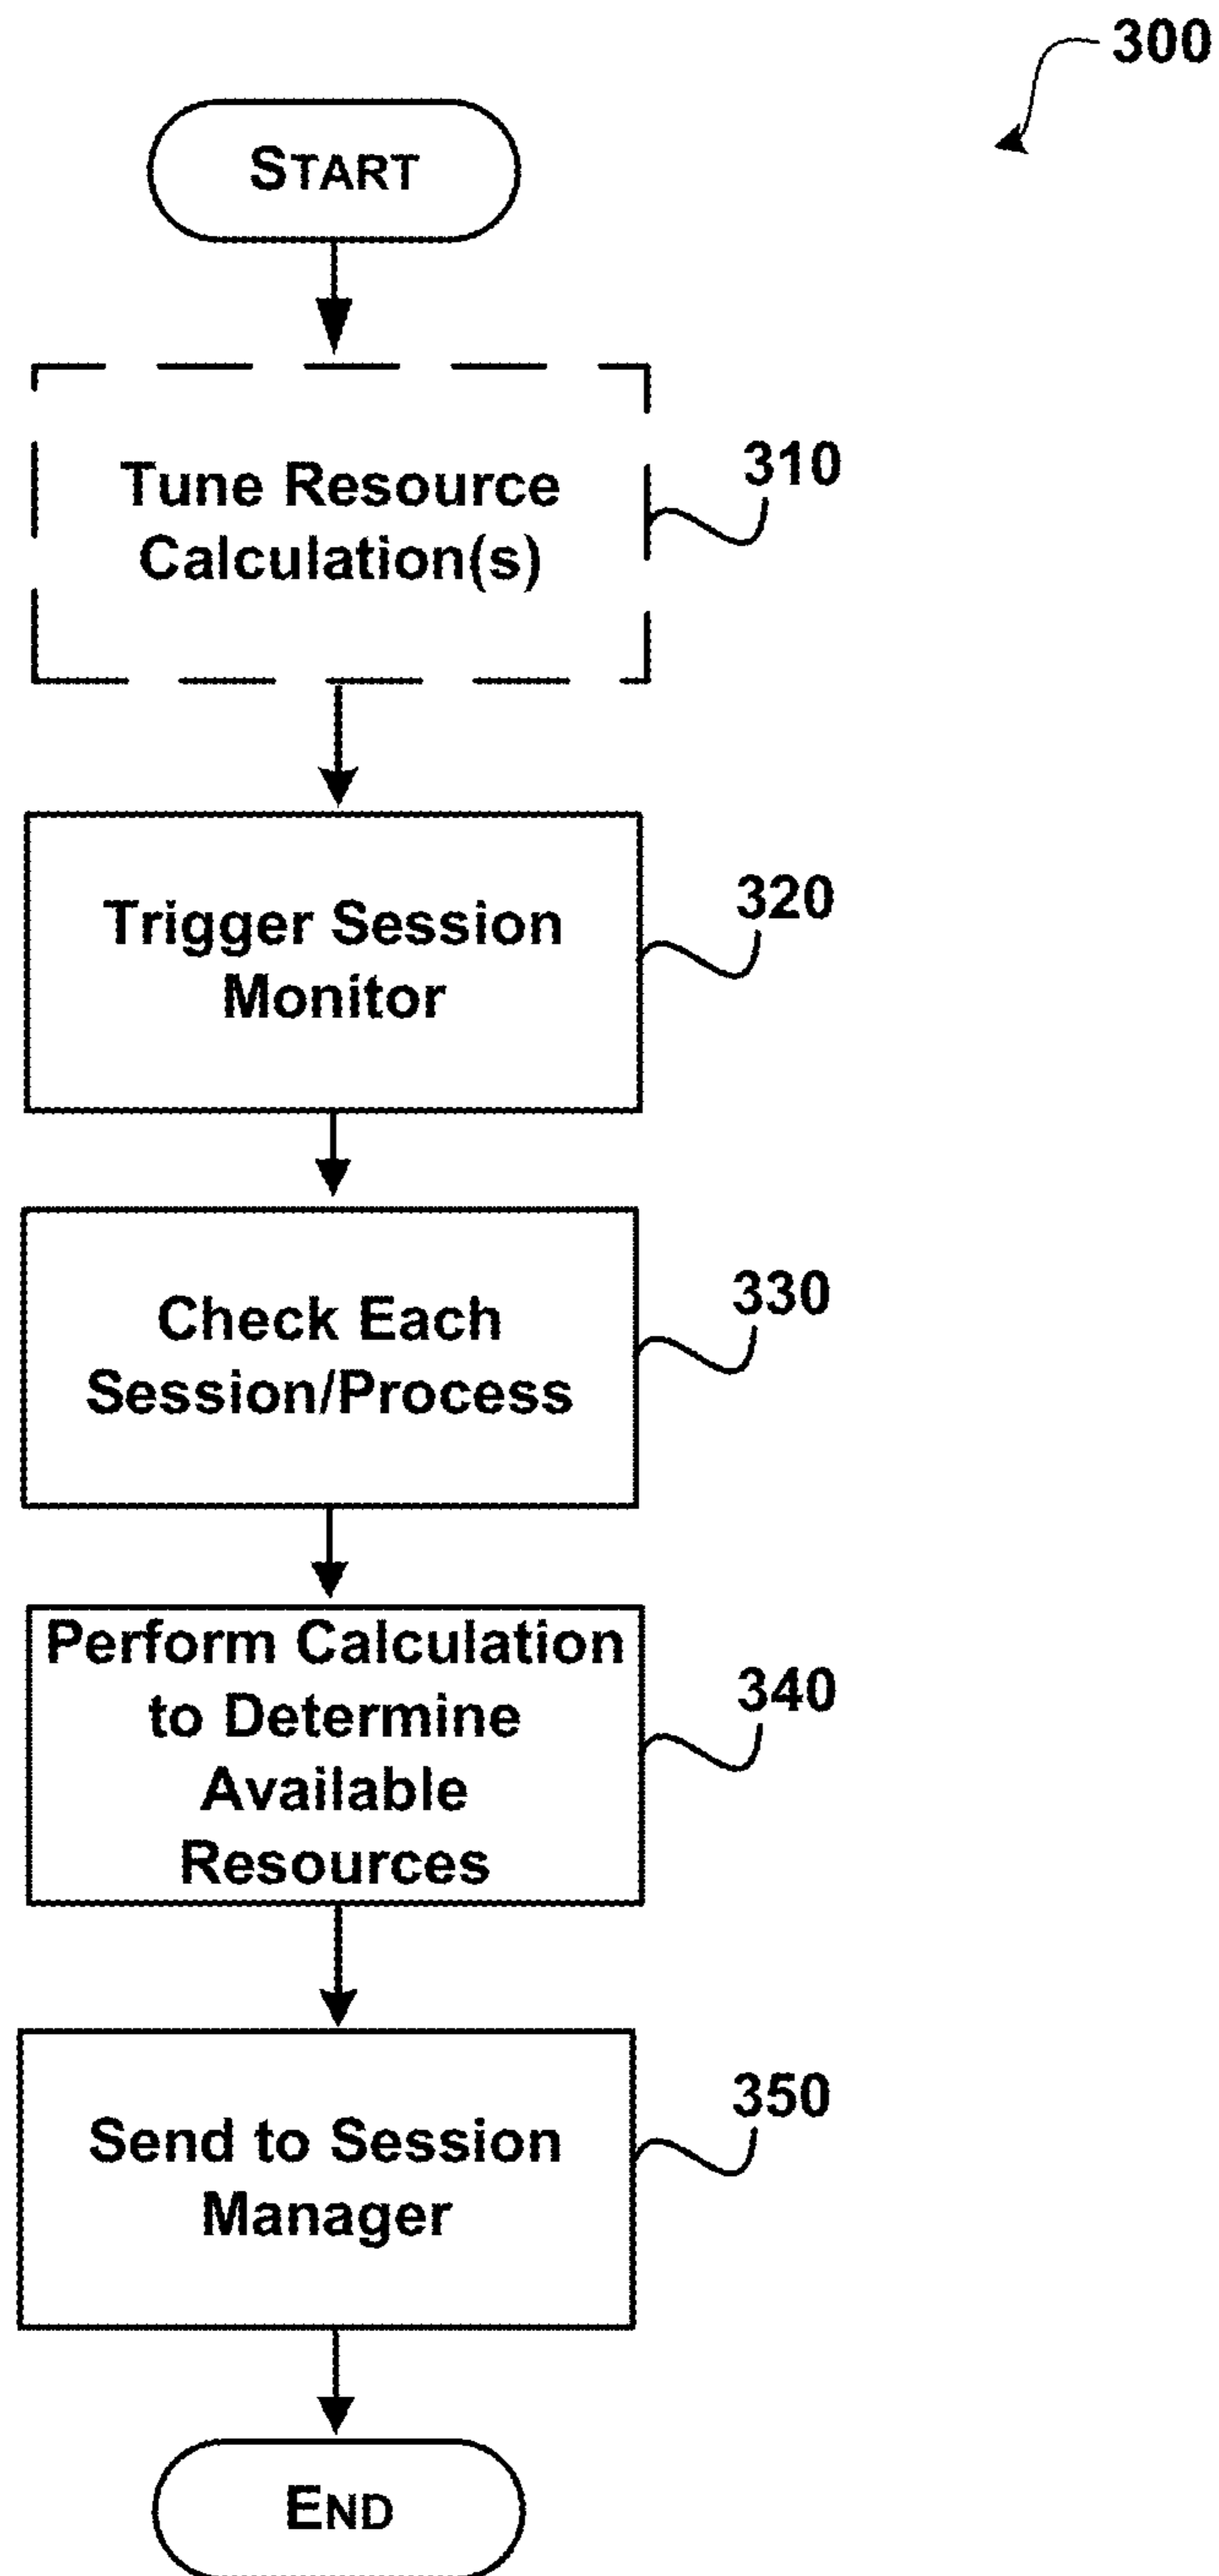 300
START
Tune Resource
Calculation(s)
310
Trigger Session
Monitor
320
Check Each
Session/Process
330
Perform Calculation
to Determine
Available
Resources
340
Send to Session
Manager
350
END